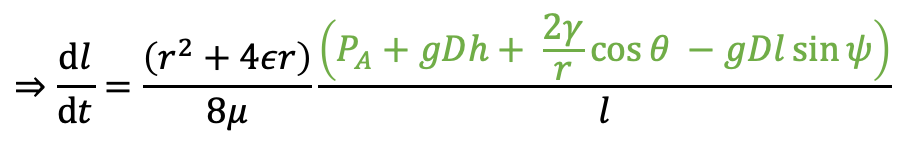 ⇒ dl/dt = (r² + 4ϵr)/8μ (P_A + gDh + 2γ/r cos θ − gDl sin ψ)/l